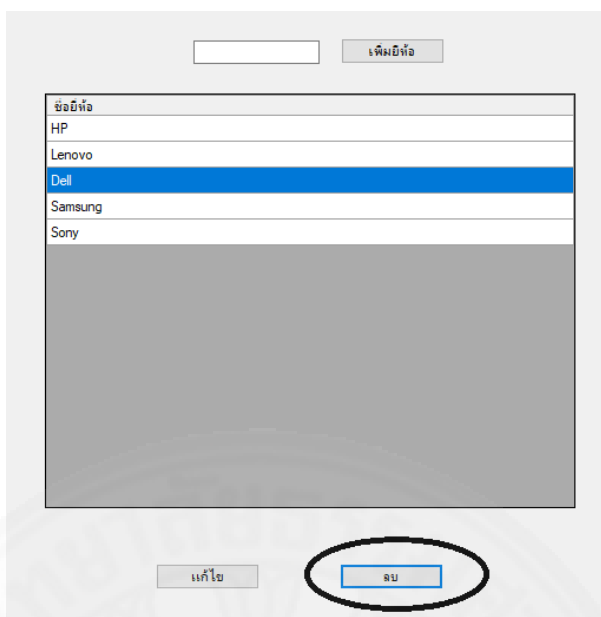 เพิ่มยี่ห้อ
ชื่อยี่ห้อ
HP
Lenovo
Dell
Samsung
Sony
แก้ไข
ลบ